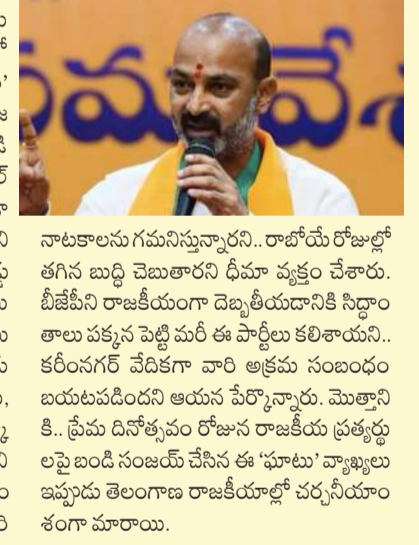 సమావేశ
నాటకాలను గమనిస్తున్నారని.. రాబోయే రోజుల్లో
తగిన బుద్ధి చెబుతారని ధీమా వ్యక్తం చేశారు.
బీజేపీని రాజకీయంగా దెబ్బతీయడానికి సిద్ధాం
తాలు పక్కన పెట్టి మరీ ఈ పార్టీలు కలిశాయని..
కరీంనగర్ వేదికగా వారి అక్రమ సంబంధం
బయటపడిందని ఆయన పేర్కొన్నారు. మొత్తాని
కి.. ప్రేమ దినోత్సవం రోజున రాజకీయ ప్రత్యర్థు
లపై బండి సంజయ్ చేసిన ఈ ‘ఘాటు’ వ్యాఖ్యలు
ఇప్పుడు తెలంగాణ రాజకీయాల్లో చర్చనీయాం
శంగా మారాయి.